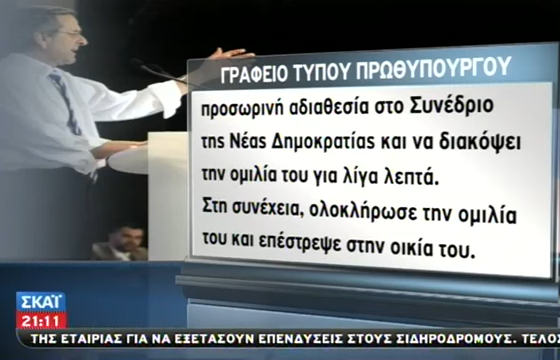 ΓΡΑΦΕΙΟ ΤΥΠΟΥ ΠΡΩΘΥΠΟΥΡΓΟΥ
προσωρινή αδιαθεσία στο Συνέδριο
της Νέας Δημοκρατίας και να διακόψει
την ομιλία του για λίγα λεπτά.
Στη συνέχεια, ολοκλήρωσε την ομιλία
του και επέστρεψε στην οικία του.
ΣΚΑΪ
21:11
ΤΗΣ ΕΤΑΙΡΙΑΣ ΓΙΑ ΝΑ ΕΞΕΤΑΣΟΥΝ ΕΠΕΝΔΥΣΕΙΣ ΣΤΟΥΣ ΣΙΔΗΡΟΔΡΟΜΟΥΣ. ΤΕΛΟΣ